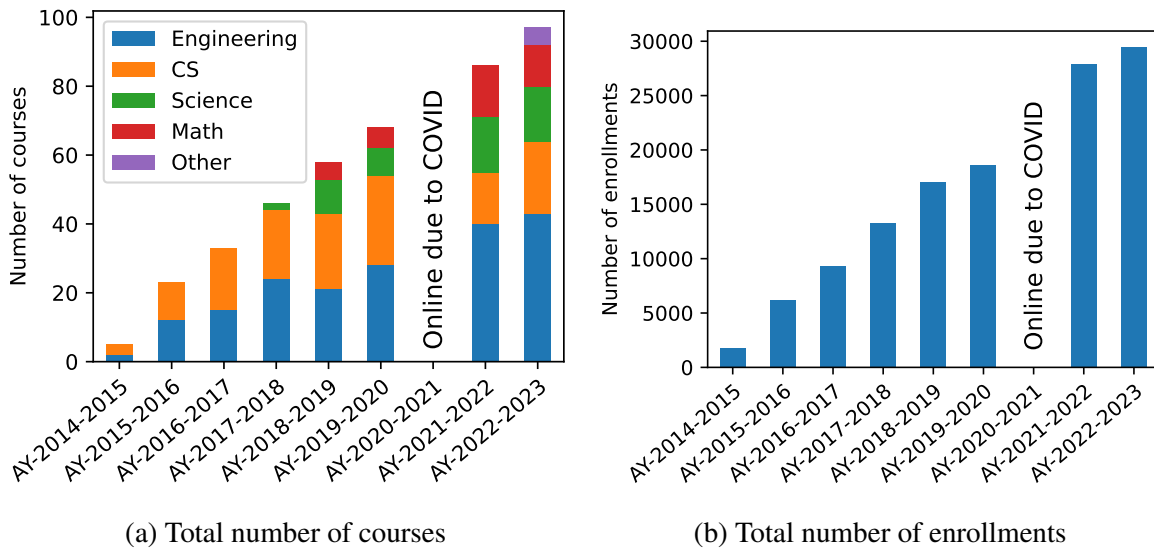 100
80
60
40
20
0
Number of courses
Engineering
CS
Science
Math
Other
Online due to COVID
AY-2014-2015
AY-2015-2016
AY-2016-2017
AY-2017-2018
AY-2018-2019
AY-2019-2020
AY-2020-2021
AY-2021-2022
AY-2022-2023
(a) Total number of courses
30000
25000
20000
15000
10000
5000
0
Number of enrollments
Online due to COVID
AY-2014-2015
AY-2015-2016
AY-2016-2017
AY-2017-2018
AY-2018-2019
AY-2019-2020
AY-2020-2021
AY-2021-2022
AY-2022-2023
(b) Total number of enrollments